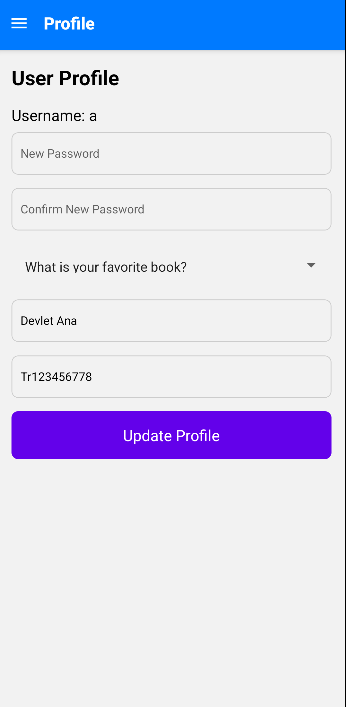 Profile
User Profile
Username: a
New Password
Confirm New Password
What is your favorite book?
Devlet Ana
Tr123456778
Update Profile